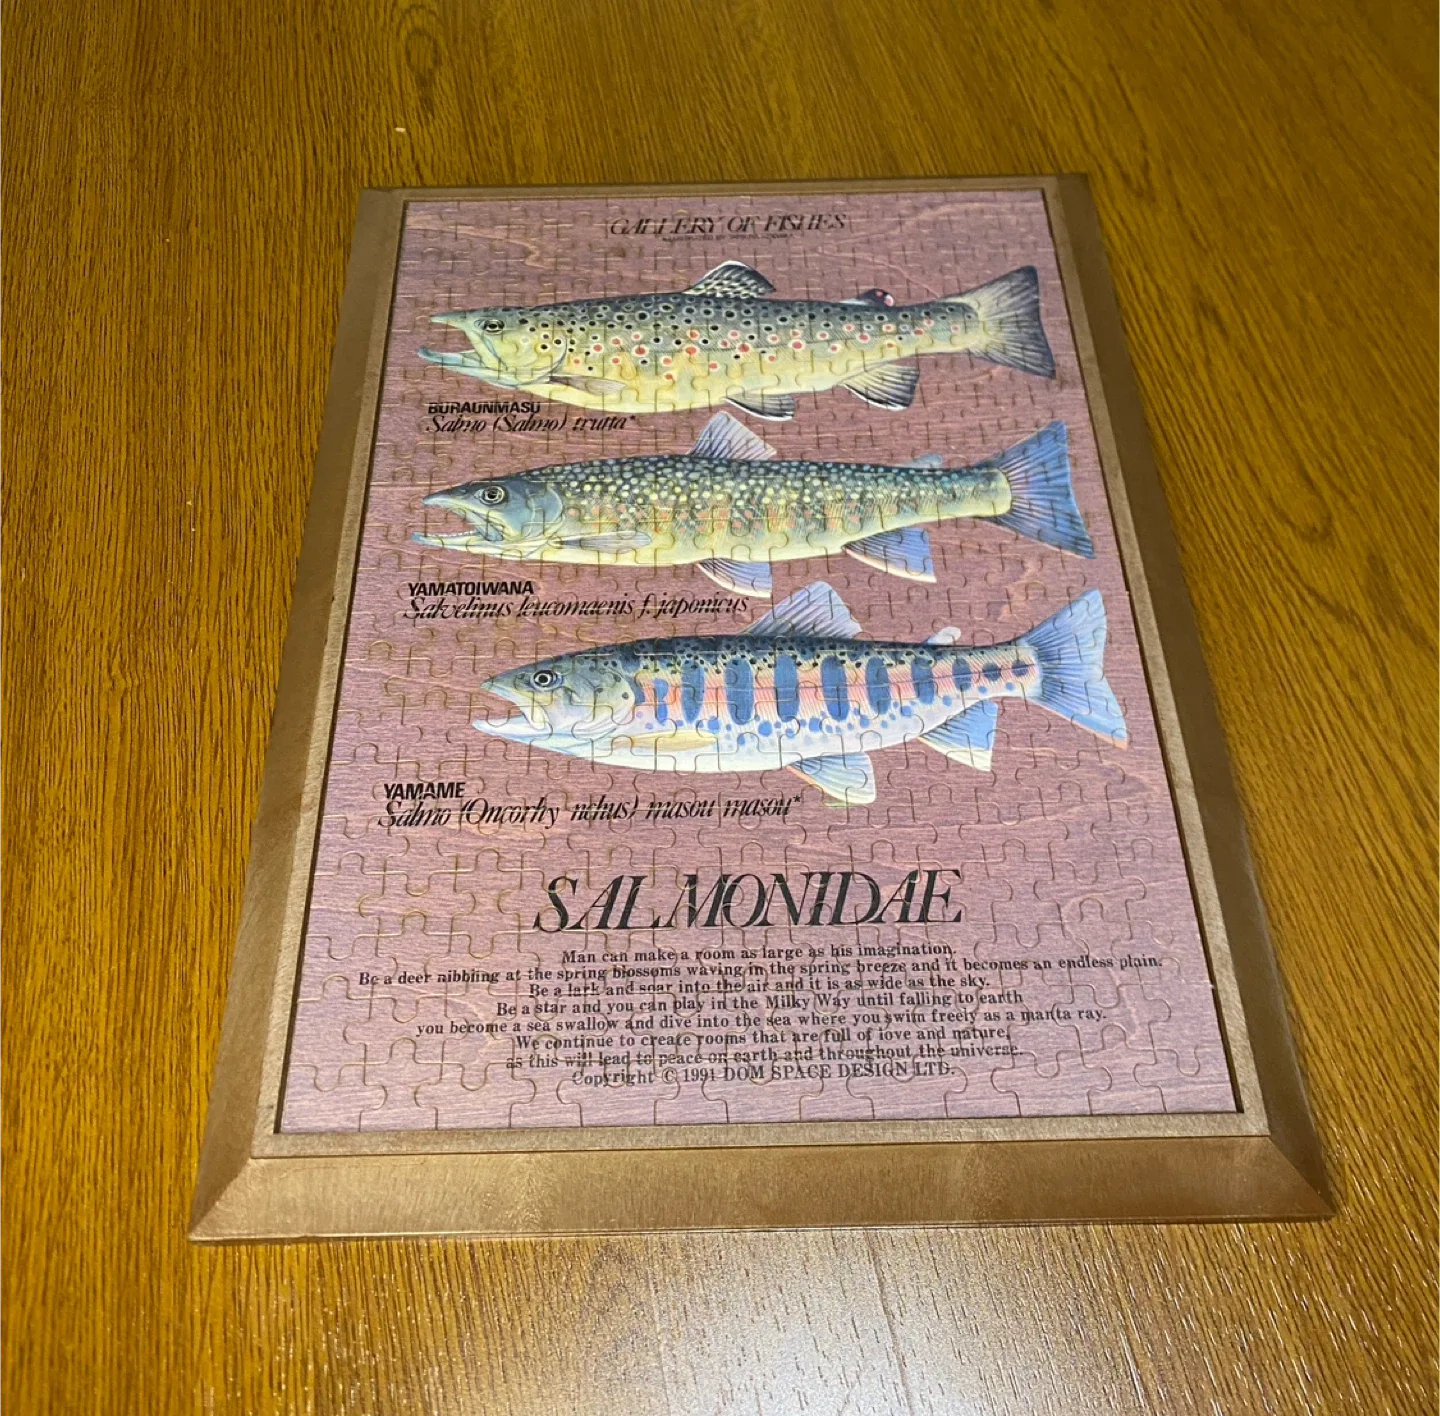 GALLERY OF FISHES
BURAUNMASU
Salmo (Salmo) trutta*
YAMATOIWANA
Salvelinus leucomaenis f. japonicus
YAMAME
Salmo (Oncorhy nchus) masou masou*
SALMONIDAE
Man can make a room as large as his imagination.
Be a deer nibbling at the spring blossoms waving in the spring breeze and it becomes an endless plain.
Be a lark and soar into the air and it is as wide as the sky.
Be a star and you can play in the Milky Way until falling to earth
you become a sea swallow and dive into the sea where you swim freely as a manta ray.
We continue to create rooms that are full of love and nature,
as this will lead to peace on earth and throughout the universe.
Copyright © 1991 DOM SPACE DESIGN LTD.